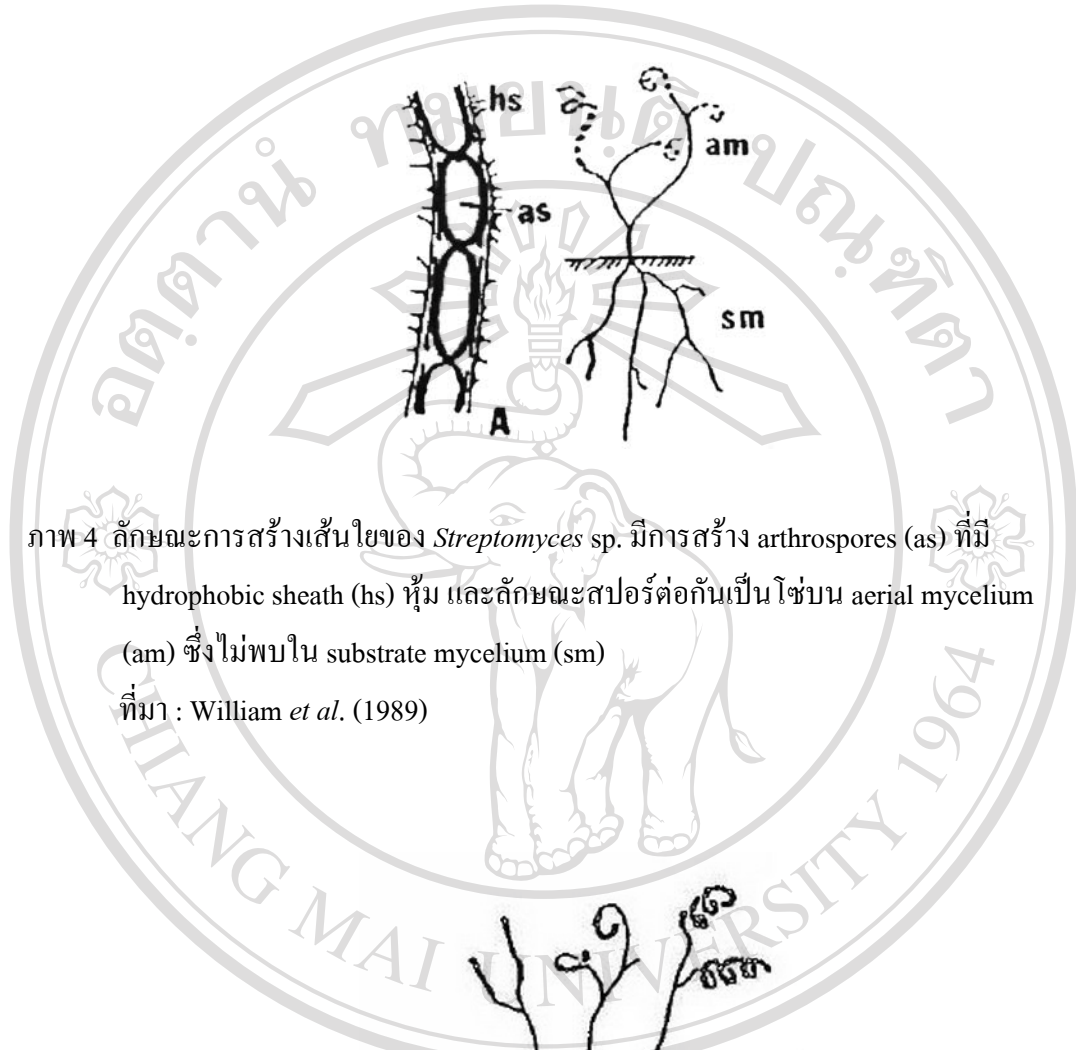 hs
am
as
sm
A
ภาพ 4 ลักษณะการสร้างเส้นใยของ Streptomyces sp. มีการสร้าง arthrospores (as) ที่มี
hydrophobic sheath (hs) หุ้ม และลักษณะสปอร์ต่อกันเป็นโซ่บน aerial mycelium
(am) ซึ่งไม่พบใน substrate mycelium (sm)
ที่มา : William et al. (1989)
CHIANG MAI UNIVERSITY 1964